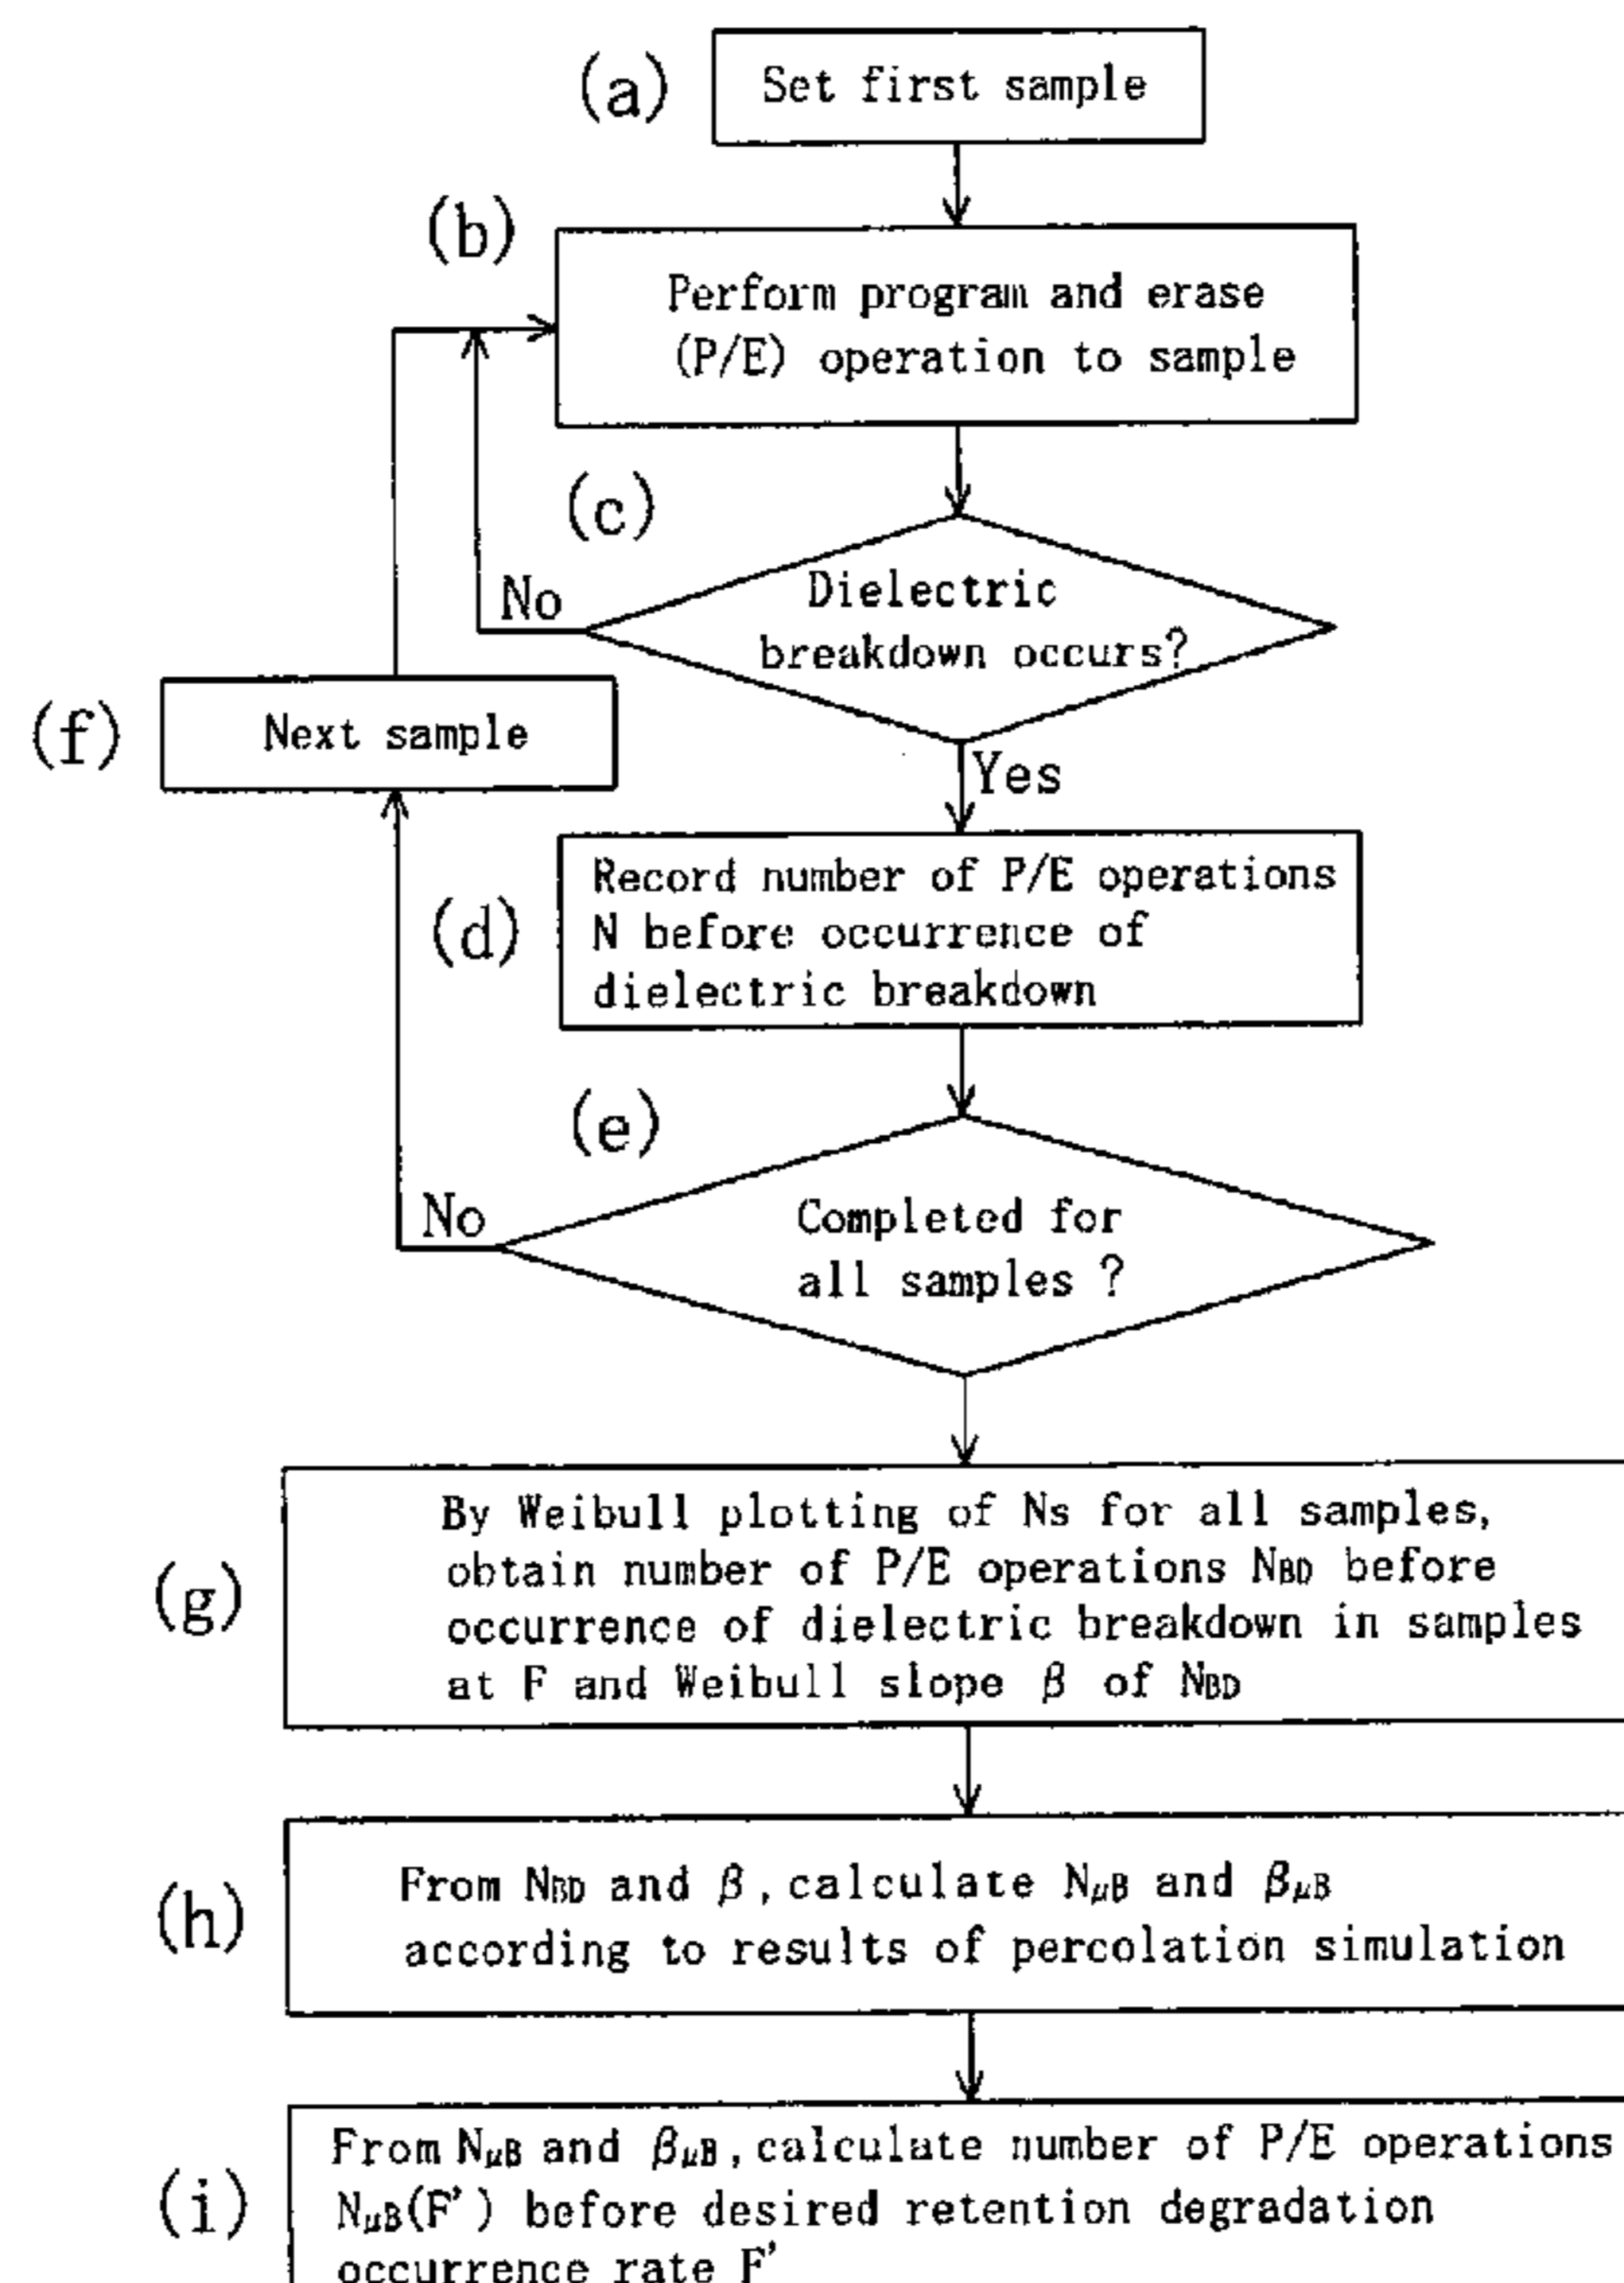 (a)
Set first sample
(b)
Perform program and erase
(P/E) operation to sample
(c)
Dielectric
breakdown occurs?
No
Yes
(f)
Next sample
(d)
Record number of P/E operations
N before occurrence of
dielectric breakdown
(e)
Completed for
all samples ?
No
(g)
By Weibull plotting of Ns for all samples,
obtain number of P/E operations NBD before
occurrence of dielectric breakdown in samples
at F and Weibull slope β of NBD
(h)
From NBD and β, calculate NμB and βμB
according to results of percolation simulation
(i)
From NμB and βμB, calculate number of P/E operations
NμB(F') before desired retention degradation
occurrence rate F'